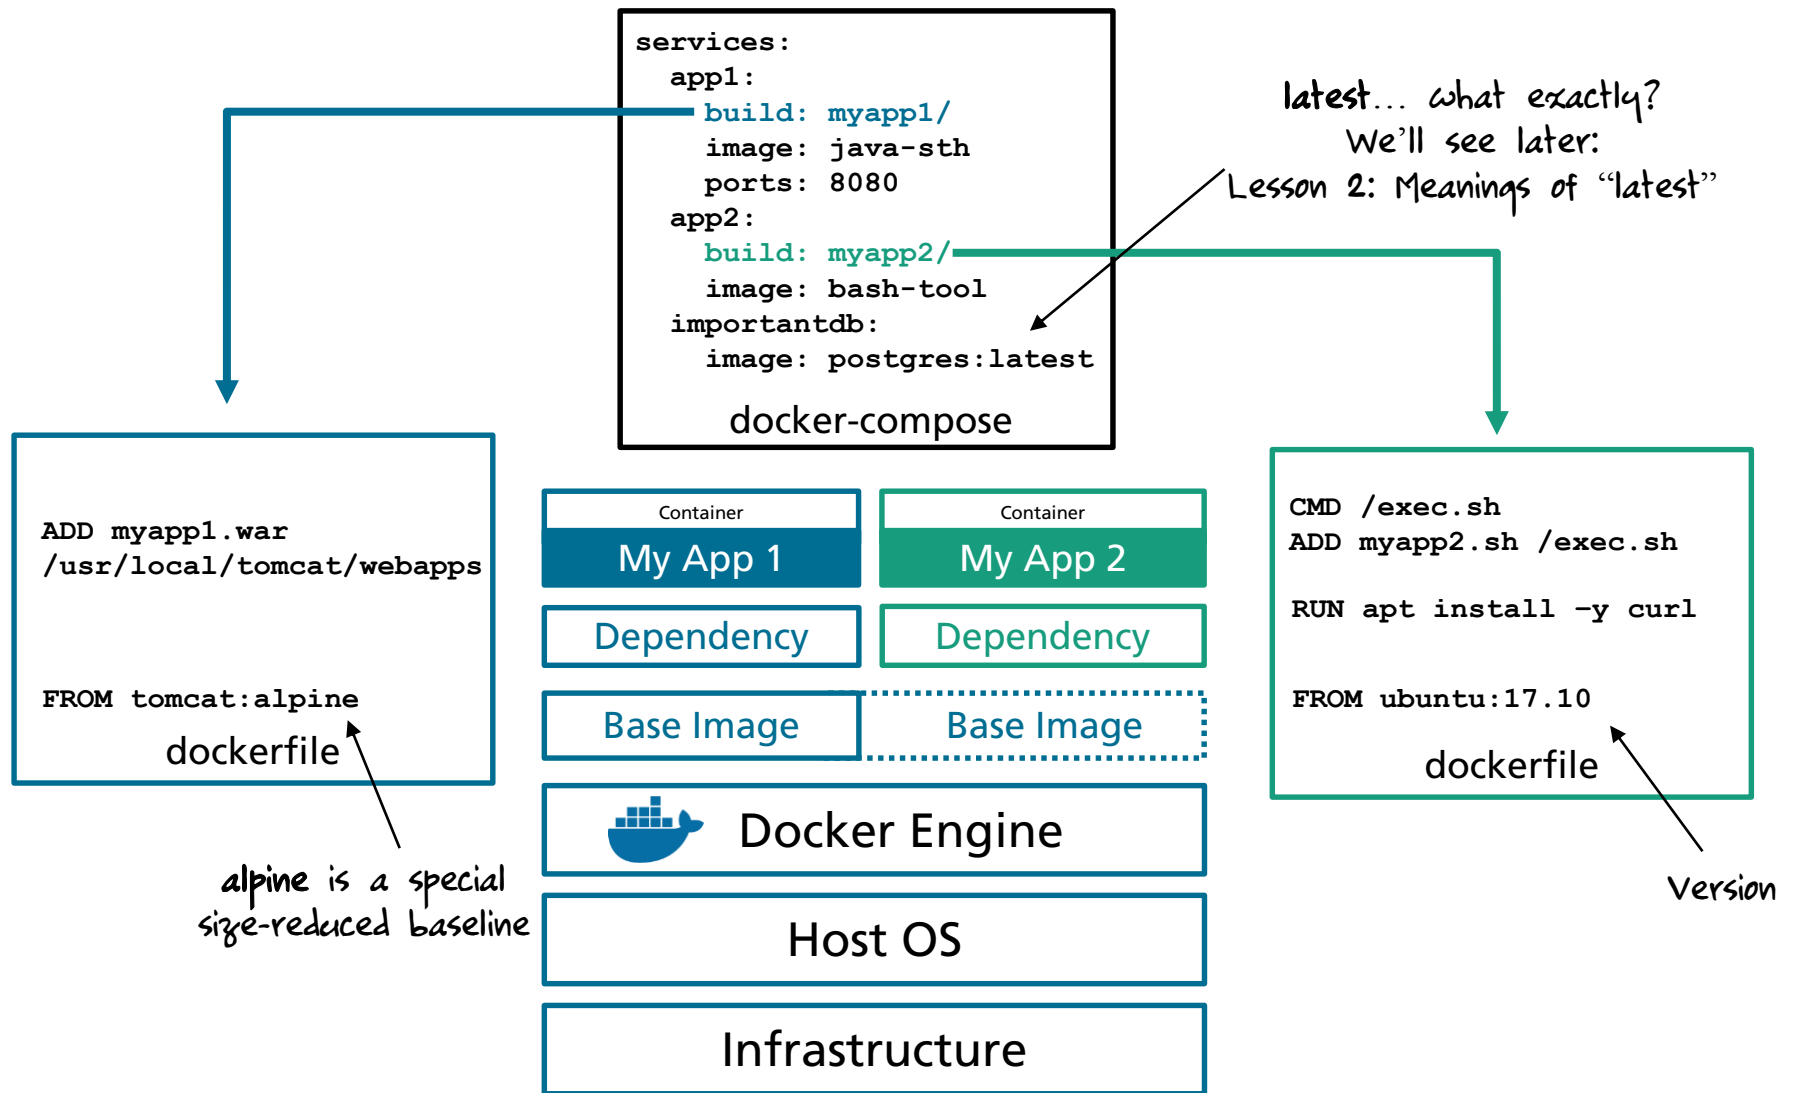 services:
app1:
build: myapp1/
image: java-sth
ports: 8080
app2:
build: myapp2/
image: bash-tool
importantdb:
image: postgres:latest
docker-compose
latest... what exactly?
We'll see later:
Lesson 2: Meanings of “latest”
ADD myapp1.war
/usr/local/tomcat/webapps
FROM tomcat:alpine
dockerfile
alpine is a special
size-reduced baseline
Container
My App 1
Dependency
Base Image
Container
My App 2
Dependency
Base Image
Docker Engine
Host OS
Infrastructure
CMD /exec.sh
ADD myapp2.sh /exec.sh
RUN apt install –y curl
FROM ubuntu:17.10
dockerfile
Version